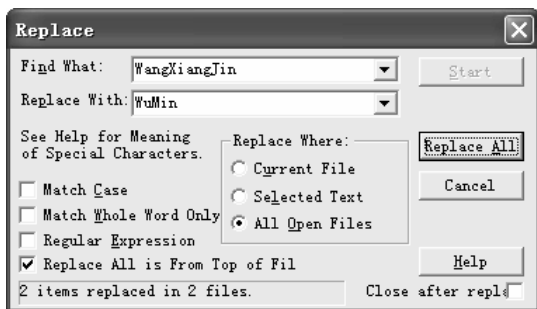 Replace
Find What: WangXiangJin Start
Replace With: WuMin
See Help for Meaning of Special Characters.
Replace Where:
Replace All
Current File
Cancel
Match Case
Selected Text
Match Whole Word Only
All Open Files
Regular Expression
Replace All is From Top of Fil
Help
2 items replaced in 2 files.
Close after repla